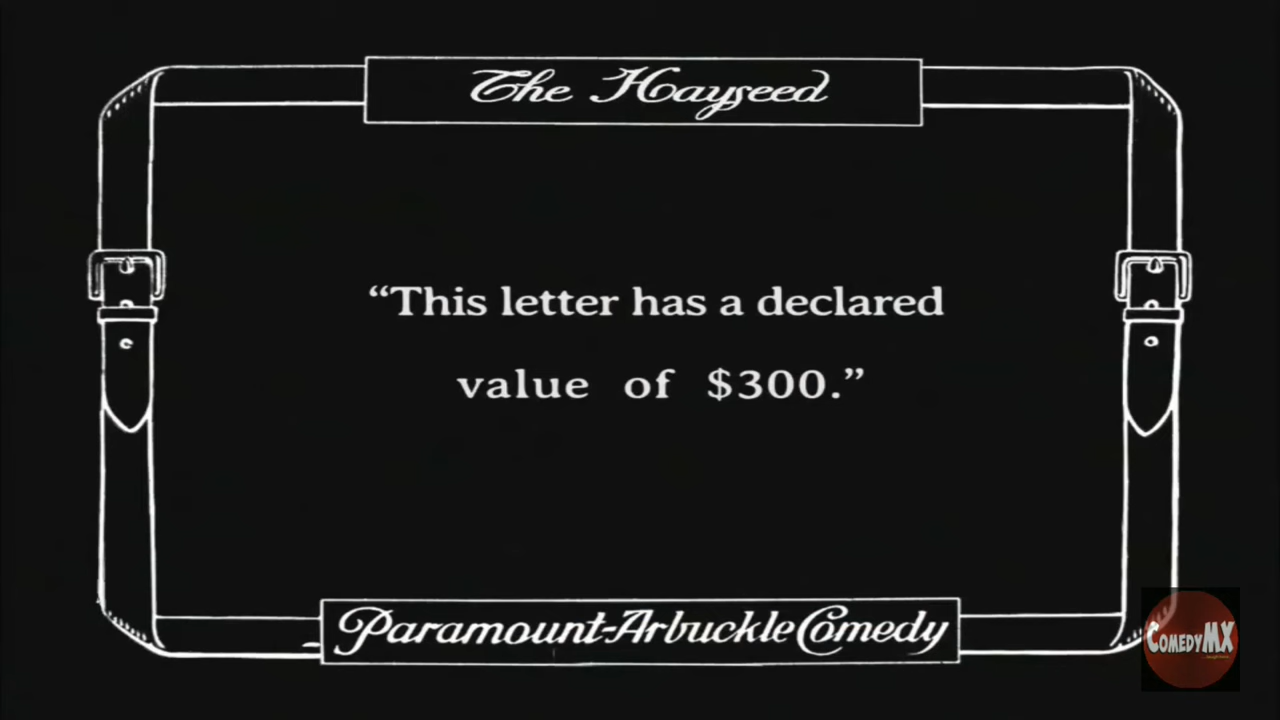 The Hayseed
“This letter has a declared
value of $300.”
Paramount-Arbuckle Comedy
COMEDYMX